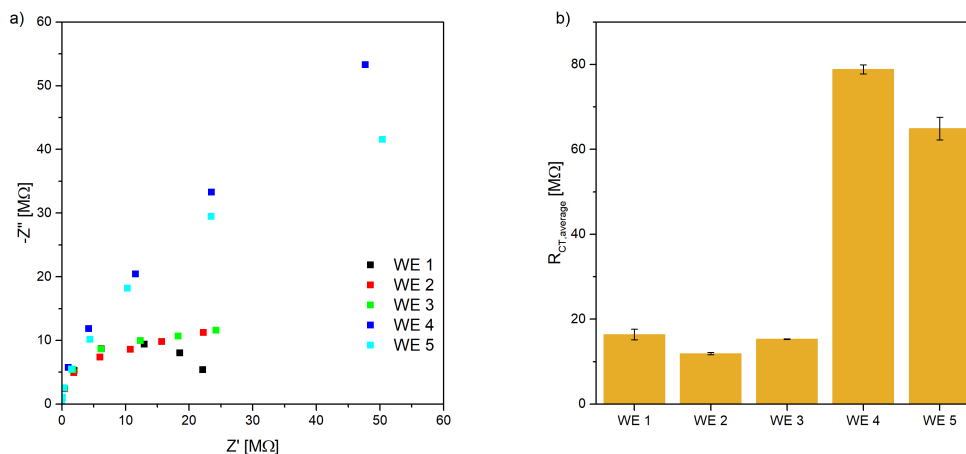 a)
60
50
40
30
20
10
0
-Z'' [MΩ]
0 10 20 30 40 50 60
Z' [MΩ]
WE 1
WE 2
WE 3
WE 4
WE 5
b)
80
60
40
20
0
R_CT,average [MΩ]
WE 1 WE 2 WE 3 WE 4 WE 5